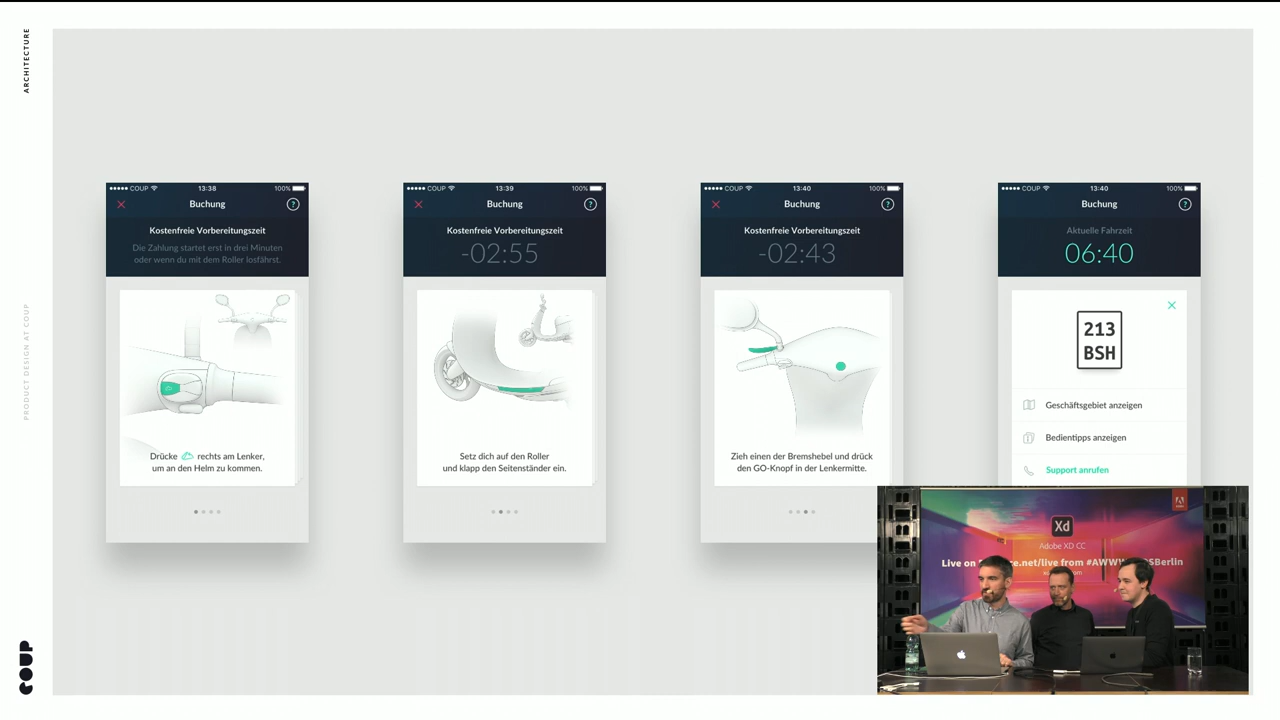 ARCHITECTURE
PRODUCT DESIGN AT COUP
COUP
COUP
13:38
100%
Buchung
?
Kostenfreie Vorbereitungszeit
Die Zahlung startet erst in drei Minuten
oder wenn du mit dem Roller losfährst.
Drücke rechts am Lenker,
um an den Helm zu kommen.
COUP
13:39
100%
Buchung
?
Kostenfreie Vorbereitungszeit
-02:55
Setz dich auf den Roller
und klapp den Seitenständer ein.
COUP
13:40
100%
Buchung
?
Kostenfreie Vorbereitungszeit
-02:43
Zieh einen der Bremshebel und drück
den GO-Knopf in der Lenkermitte.
COUP
13:40
100%
Buchung
?
Aktuelle Fahrzeit
06:40
213
BSH
Geschäftsgebiet anzeigen
Bedientipps anzeigen
Support anrufen
Xd
Adobe XD CC
Live on .net/live from #AWWW Berlin